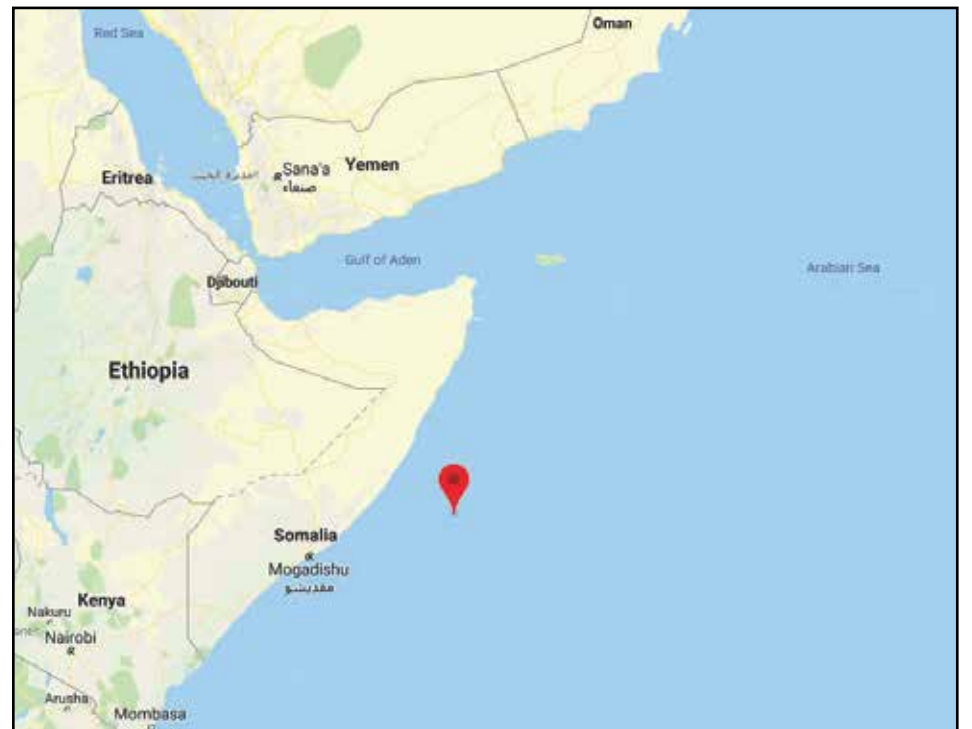 Oman
Red Sea
Sana'a
صنعاء
Yemen
Eritrea
Gulf of Aden
Arabian Sea
Djibouti
Ethiopia
Somalia
Mogadishu
مقديشو
Kenya
Nakuru
Nairobi
Arusha
Mombasa